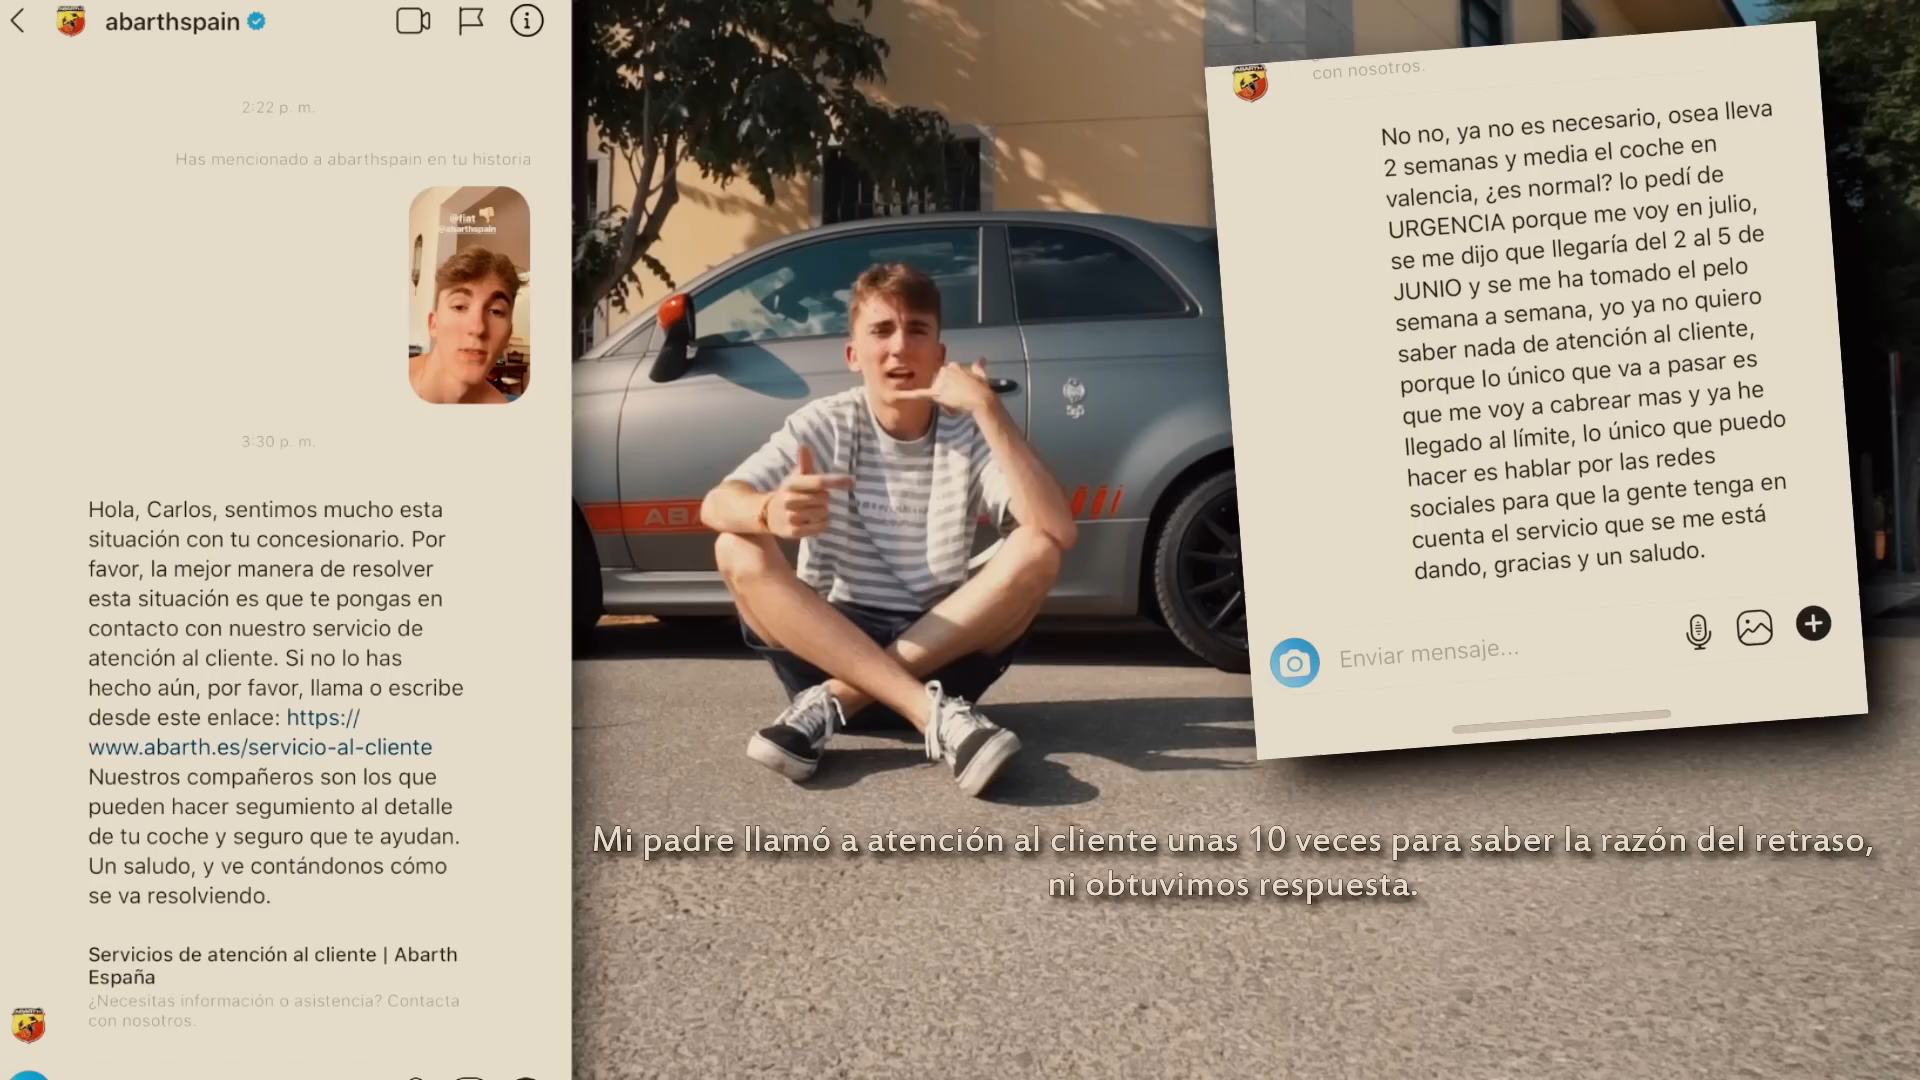 abarthspain
2:22 p. m.
Has mencionado a abarthspain en tu historia
@fiat
@abarthspain
3:30 p. m.
Hola, Carlos, sentimos mucho esta
situación con tu concesionario. Por
favor, la mejor manera de resolver
esta situación es que te pongas en
contacto con nuestro servicio de
atención al cliente. Si no lo has
hecho aún, por favor, llama o escribe
desde este enlace: https://
www.abarth.es/servicio-al-cliente
Nuestros compañeros son los que
pueden hacer segumiento al detalle
de tu coche y seguro que te ayudan.
Un saludo, y ve contándonos cómo
se va resolviendo.
Servicios de atención al cliente | Abarth
España
¿Necesitas información o asistencia? Contacta
con nosotros.
ABARTH
con nosotros.
No no, ya no es necesario, osea lleva
2 semanas y media el coche en
valencia, ¿es normal? lo pedí de
URGENCIA porque me voy en julio,
se me dijo que llegaría del 2 al 5 de
JUNIO y se me ha tomado el pelo
semana a semana, yo ya no quiero
saber nada de atención al cliente,
porque lo único que va a pasar es
que me voy a cabrear mas y ya he
llegado al límite, lo único que puedo
hacer es hablar por las redes
sociales para que la gente tenga en
cuenta el servicio que se me está
dando, gracias y un saludo.
Enviar mensaje...
Mi padre llamó a atención al cliente unas 10 veces para saber la razón del retraso,
ni obtuvimos respuesta.